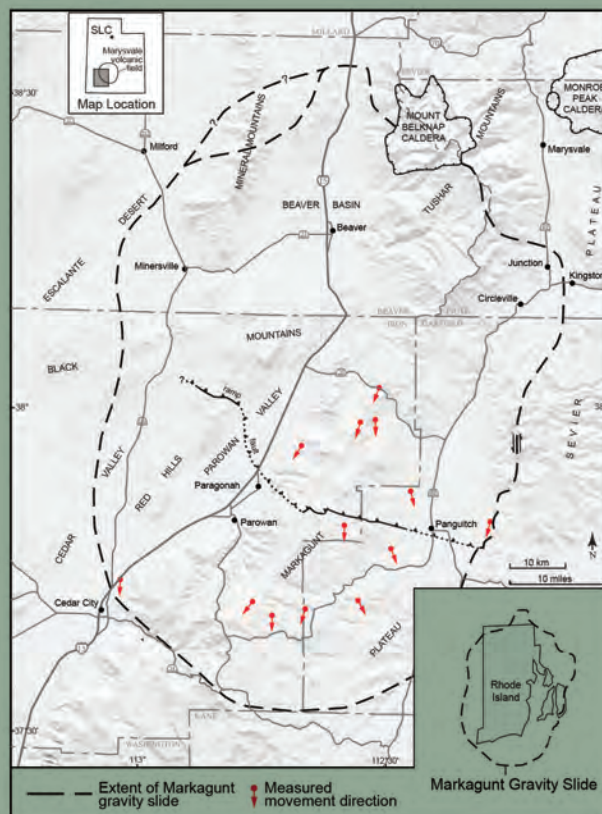 SLC
Marysvale
volcanic
field
Map Location
MILLARD
38°30'
MOUNT
BELKNAP
CALDERA
MONROE
PEAK
CALDERA
MINERAL MOUNTAINS
MOUNTAINS
Milford
Marysvale
DESERT
BEAVER BASIN
TUSHAR
PLATEAU
Beaver
ESCALANTE
Minersville
Junction
Kingston
Circleville
BEAVER
IRON
GARFIELD
MOUNTAINS
BLACK
38°
?
ramp
fault
VALLEY
SEVIER
VALLEY
RED HILLS
PAROWAN
Paragonah
Parowan
Panguitch
MARKAGUNT
N
CEDAR
10 km
10 miles
Cedar City
PLATEAU
Rhode
Island
KANE
WASHINGTON
37°30'
113°
112°30'
Markagunt Gravity Slide
Extent of Markagunt
gravity slide
Measured
movement direction